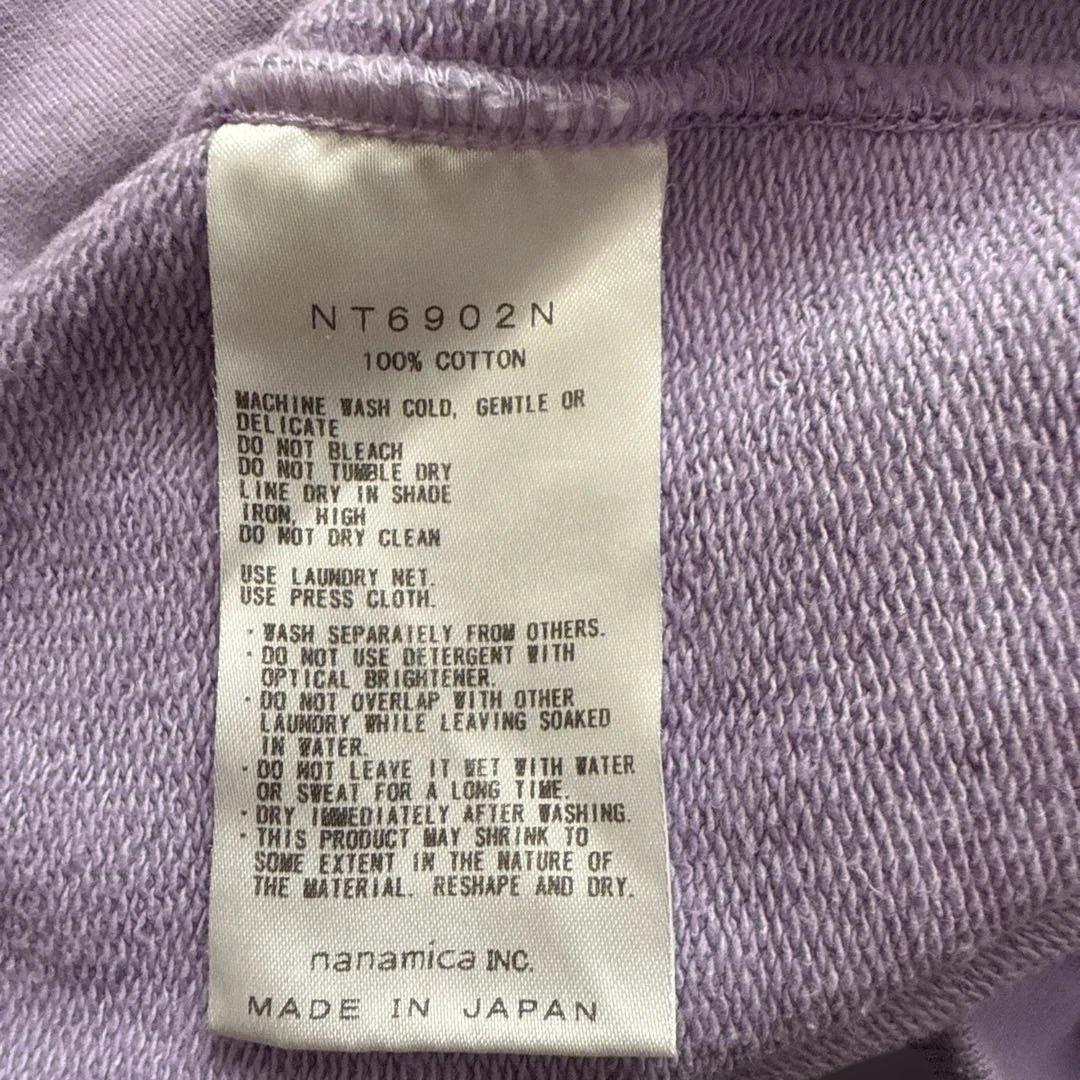 NT6902N
100% COTTON
MACHINE WASH COLD, GENTLE OR
DELICATE
DO NOT BLEACH
DO NOT TUMBLE DRY
LINE DRY IN SHADE
IRON, HIGH
DO NOT DRY CLEAN
USE LAUNDRY NET.
USE PRESS CLOTH.
・WASH SEPARATELY FROM OTHERS.
・DO NOT USE DETERGENT WITH
OPTICAL BRIGHTENER.
・DO NOT OVERLAP WITH OTHER
LAUNDRY WHILE LEAVING SOAKED
IN WATER.
・DO NOT LEAVE IT WET WITH WATER
OR SWEAT FOR A LONG TIME.
・DRY IMMEDIATELY AFTER WASHING.
・THIS PRODUCT MAY SHRINK TO
SOME EXTENT IN THE NATURE OF
THE MATERIAL. RESHAPE AND DRY.
nanamica INC.
MADE IN JAPAN